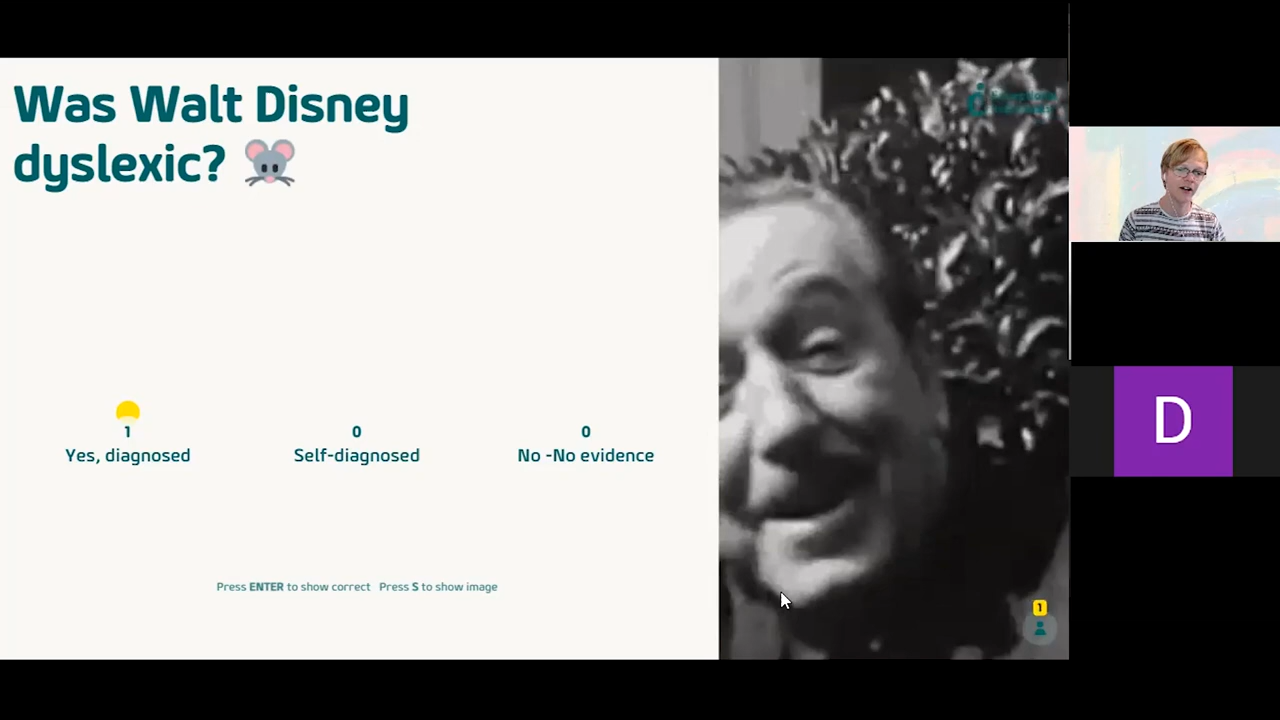 Was Walt Disney
dyslexic?
1
Yes, diagnosed
0
Self-diagnosed
0
No -No evidence
Press ENTER to show correct Press S to show image
1
D